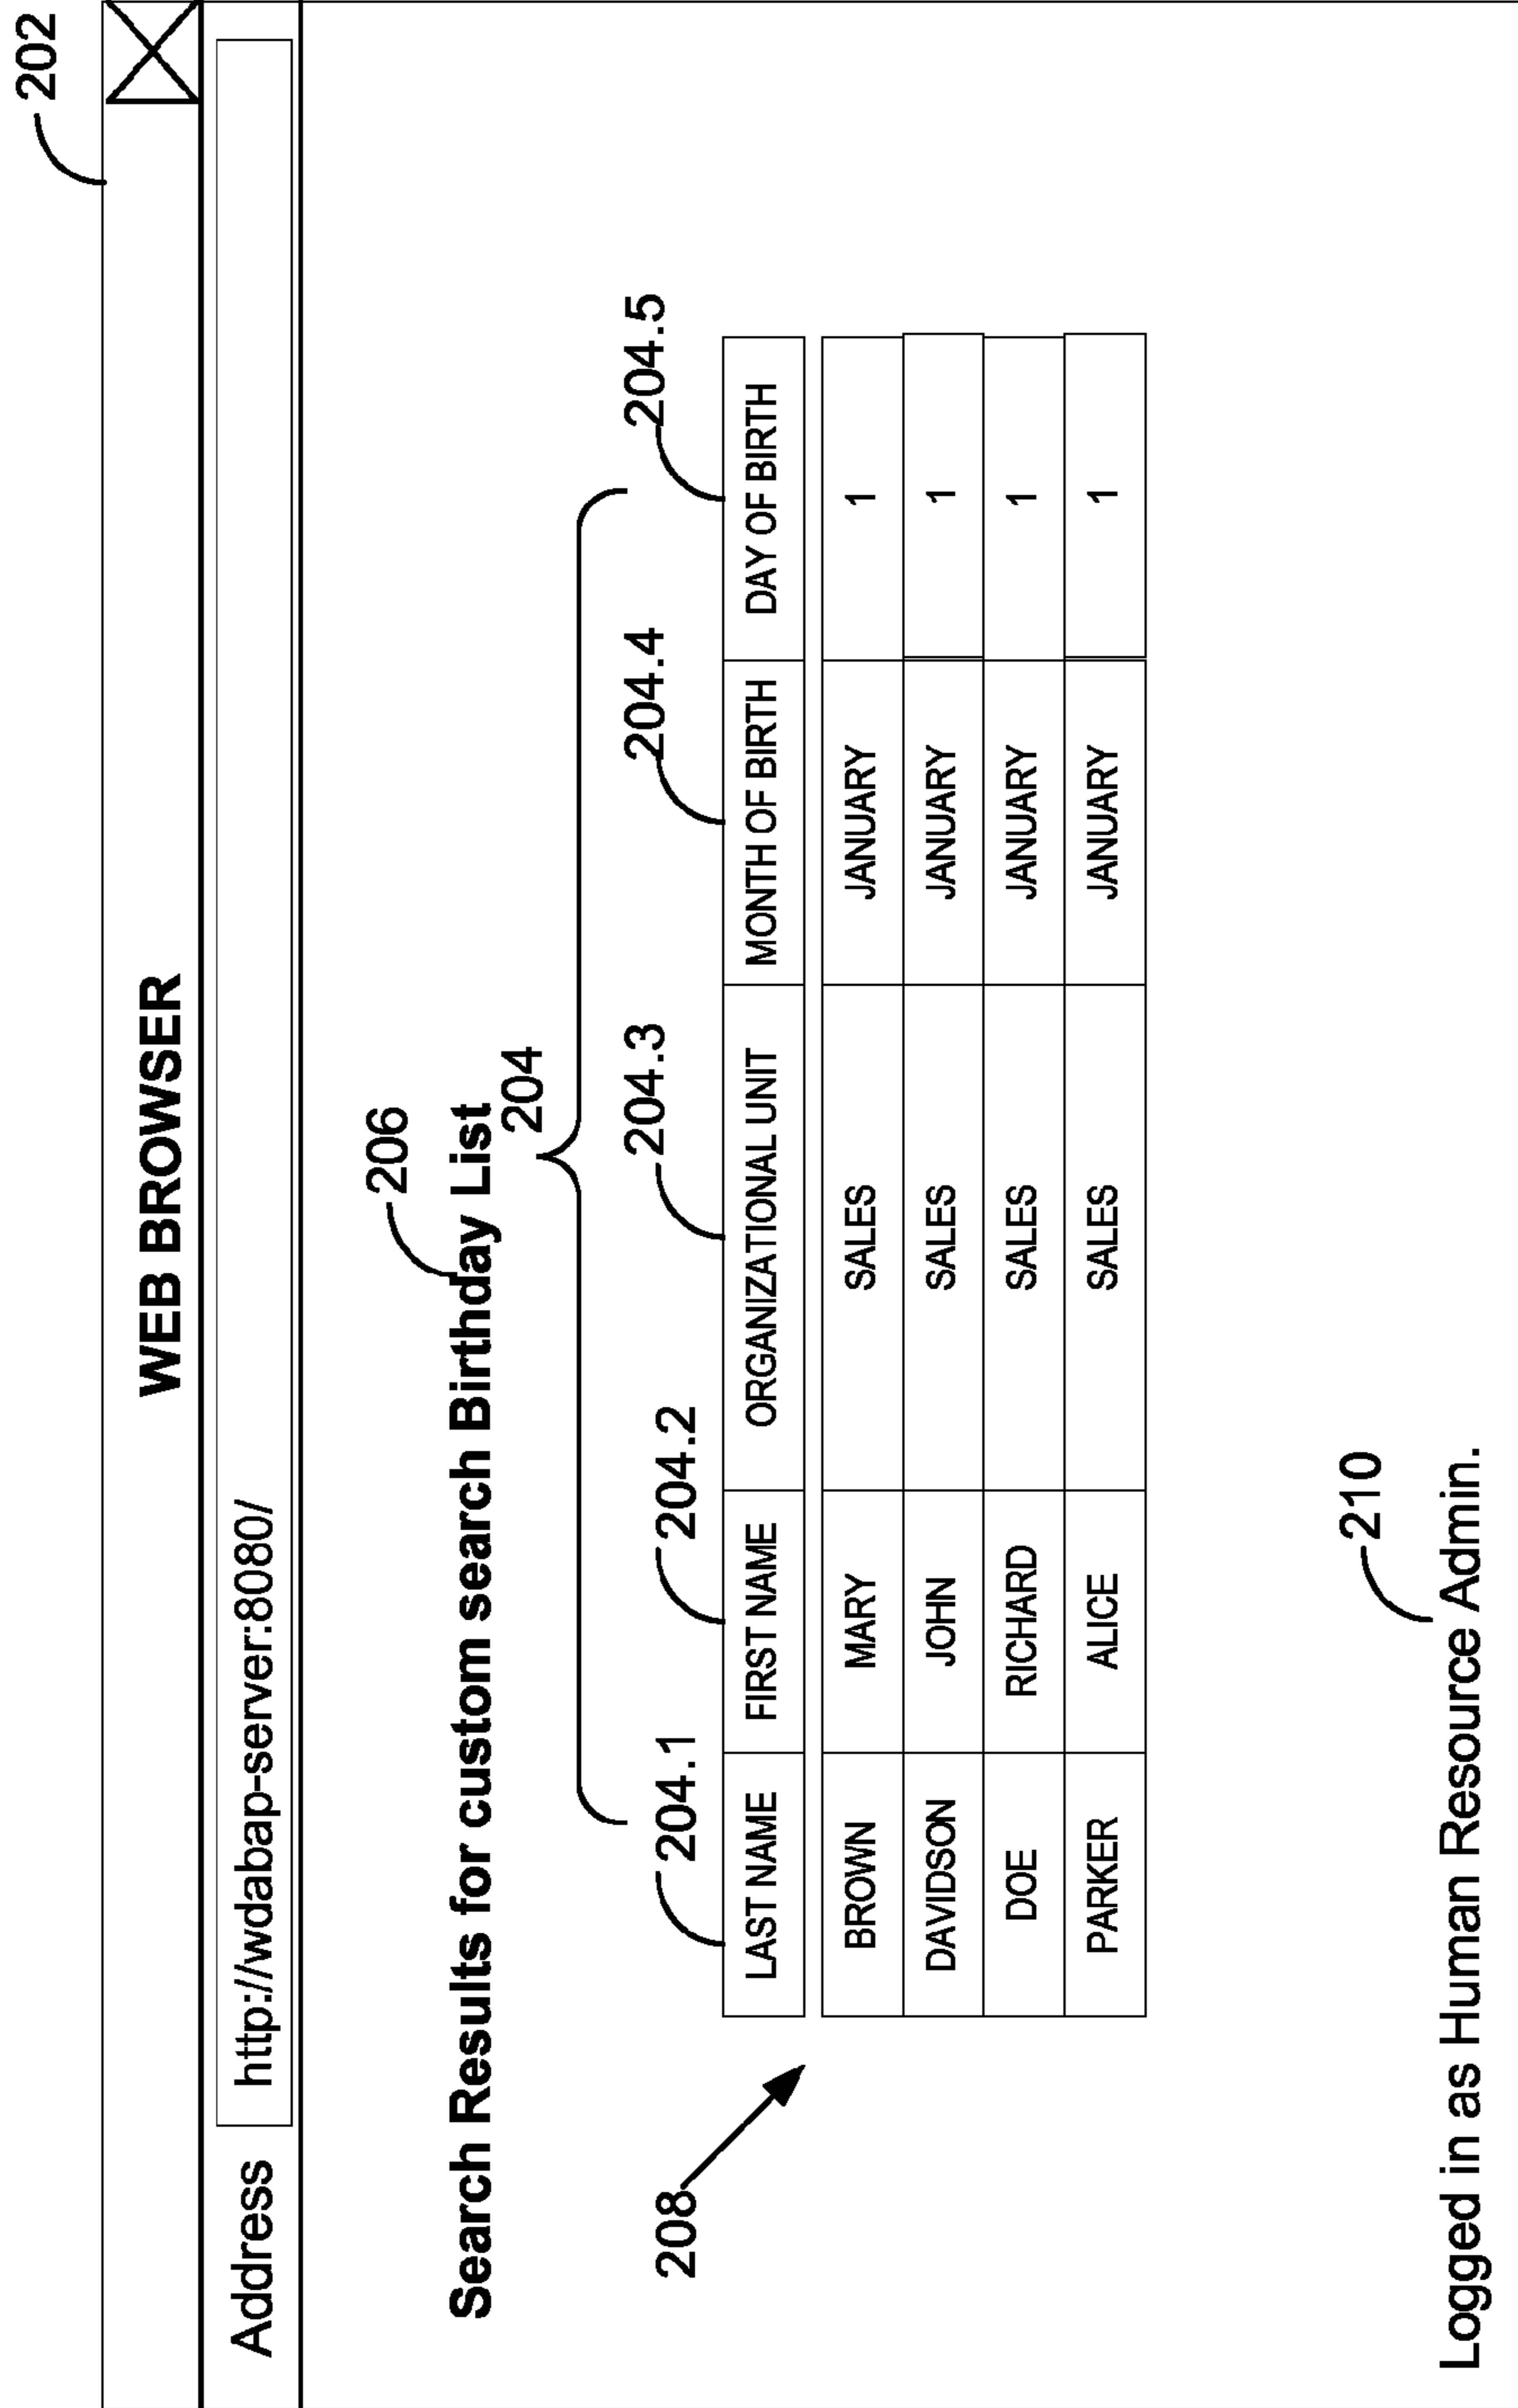 202
WEB BROWSER
Address http://wdabap-server:8080/
206
Search Results for custom search Birthday List
204
204.1 204.2 204.3 204.4 204.5
208
LAST NAME FIRST NAME ORGANIZATIONAL UNIT MONTH OF BIRTH DAY OF BIRTH
BROWN MARY SALES JANUARY 1
DAVIDSON JOHN SALES JANUARY 1
DOE RICHARD SALES JANUARY 1
PARKER ALICE SALES JANUARY 1
210
Logged in as Human Resource Admin.